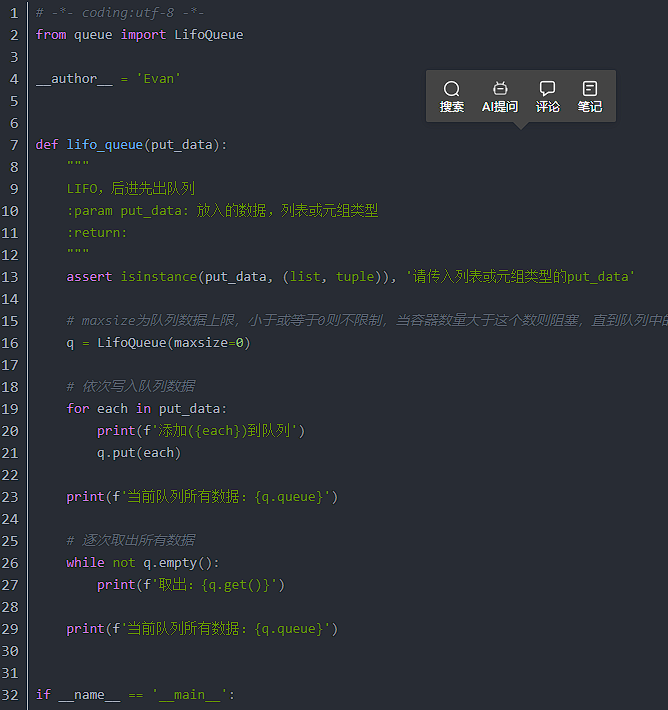 1 # -*- coding:utf-8 -*-
2 from queue import LifoQueue
3
4 __author__ = 'Evan'
搜索 AI提问 评论 笔记
5
6
7 def lifo_queue(put_data):
8     """
9     LIFO，后进先出队列
10     :param put_data: 放入的数据，列表或元组类型
11     :return:
12     """
13     assert isinstance(put_data, (list, tuple)), '请传入列表或元组类型的put_data'
14
15     # maxsize为队列数据上限，小于或等于0则不限制，当容器数量大于这个数则阻塞，直到队列中的
16     q = LifoQueue(maxsize=0)
17
18     # 依次写入队列数据
19     for each in put_data:
20         print(f'添加({each})到队列')
21         q.put(each)
22
23     print(f'当前队列所有数据：{q.queue}')
24
25     # 逐次取出所有数据
26     while not q.empty():
27         print(f'取出：{q.get()}')
28
29     print(f'当前队列所有数据：{q.queue}')
30
31
32 if __name__ == '__main__':